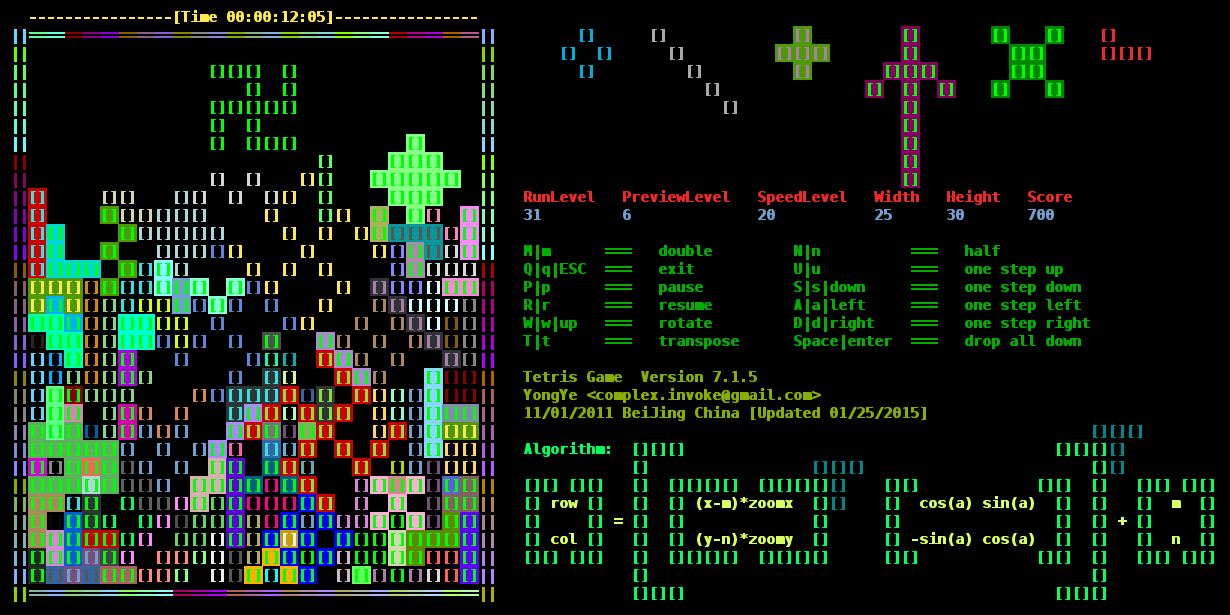 [Time 00:00:12:05]
RunLevel PreviewLevel SpeedLevel Width Height Score
31 6 20 25 30 700
M|m === double N|n === half
Q|q|ESC === exit U|u === one step up
P|p === pause S|s|down === one step down
R|r === resume A|a|left === one step left
W|w|up === rotate D|d|right === one step right
T|t === transpose Space|enter === drop all down
Tetris Game Version 7.1.5
YongYe <complex.invoke@gmail.com>
11/01/2011 BeiJing China [Updated 01/25/2015]
Algorithm:
row (x-m)*zoomx cos(a) sin(a) m
= +
col (y-n)*zoomy -sin(a) cos(a) n